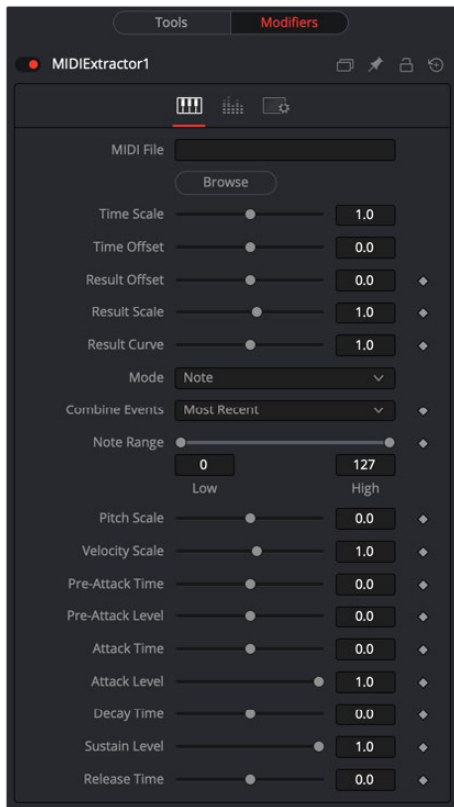 Tools Modifiers
MIDIExtractor1
MIDI File
Browse
Time Scale 1.0
Time Offset 0.0
Result Offset 0.0
Result Scale 1.0
Result Curve 1.0
Mode Note
Combine Events Most Recent
Note Range
0 127
Low High
Pitch Scale 0.0
Velocity Scale 1.0
Pre-Attack Time 0.0
Pre-Attack Level 0.0
Attack Time 0.0
Attack Level 1.0
Decay Time 0.0
Sustain Level 1.0
Release Time 0.0